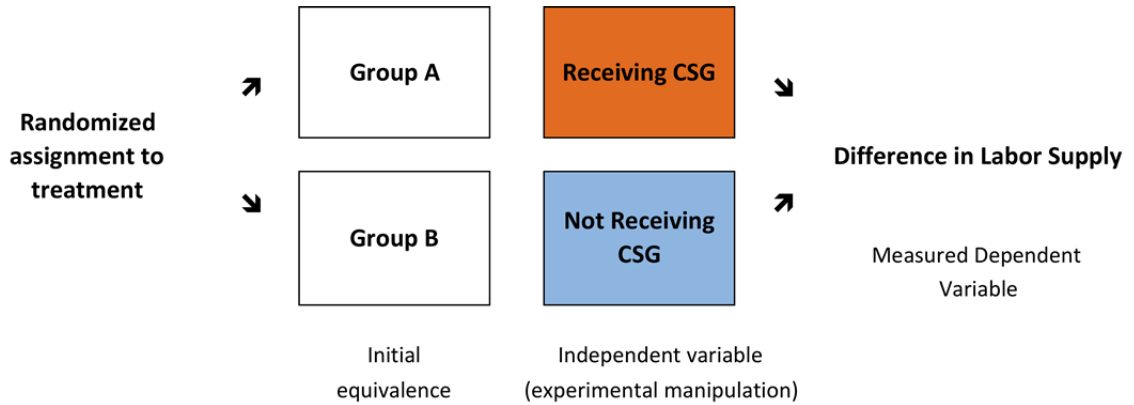 Randomized
assignment to
treatment
Group A
Group B
Initial
equivalence
Receiving CSG
Not Receiving
CSG
Independent variable
(experimental manipulation)
Difference in Labor Supply
Measured Dependent
Variable